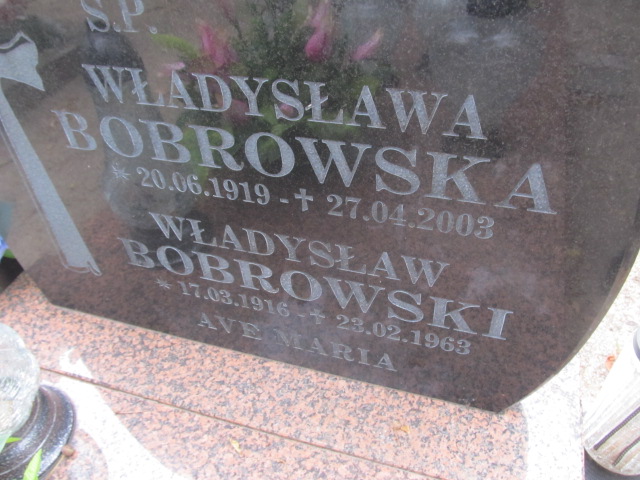 Ś.P.
WŁADYSŁAWA
BOBROWSKA
* 20.06.1919 - † 27.04.2003
WŁADYSŁAW
BOBROWSKI
* 17.03.1916 - † 23.02.1963
AVE MARIA